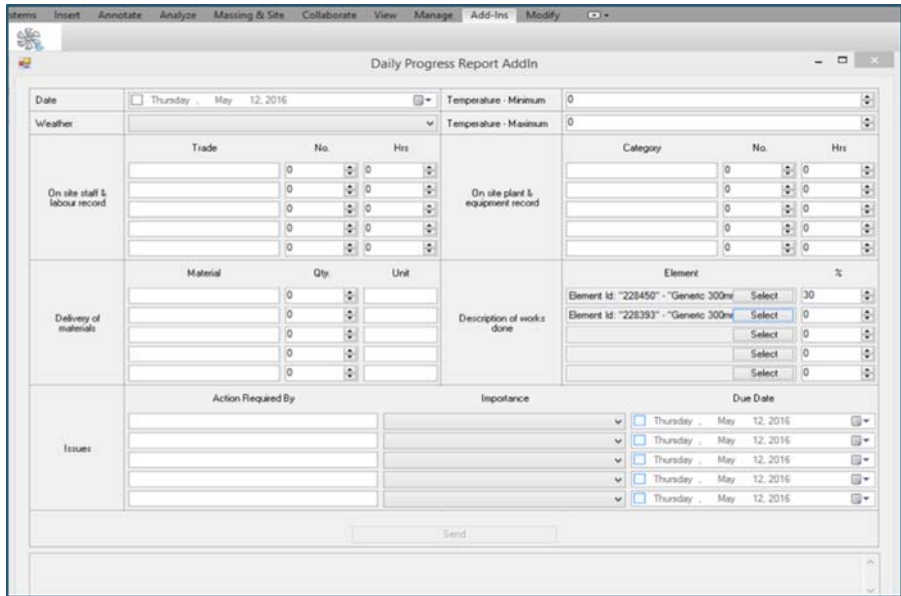 stems Insert Annotate Analyze Massing & Site Collaborate View Manage Add-Ins Modify
Daily Progress Report AddIn
Date Thursday , May 12, 2016 Temperature - Minimum 0
Weather Temperature - Maximum 0
Trade No. Hrs Category No. Hrs
On site staff &
labour record
0 0
0 0
0 0
0 0
0 0
On site plant &
equipment record
0 0
0 0
0 0
0 0
0 0
Material Qty. Unit Element %
Delivery of
materials
0
0
0
0
0
Description of works
done
Element Id: "228450" - "Generic 300m Select 30
Element Id: "228393" - "Generic 300m Select 0
Select 0
Select 0
Select 0
Action Required By Importance Due Date
Issues
Thursday , May 12, 2016
Thursday , May 12, 2016
Thursday , May 12, 2016
Thursday , May 12, 2016
Thursday , May 12, 2016
Send